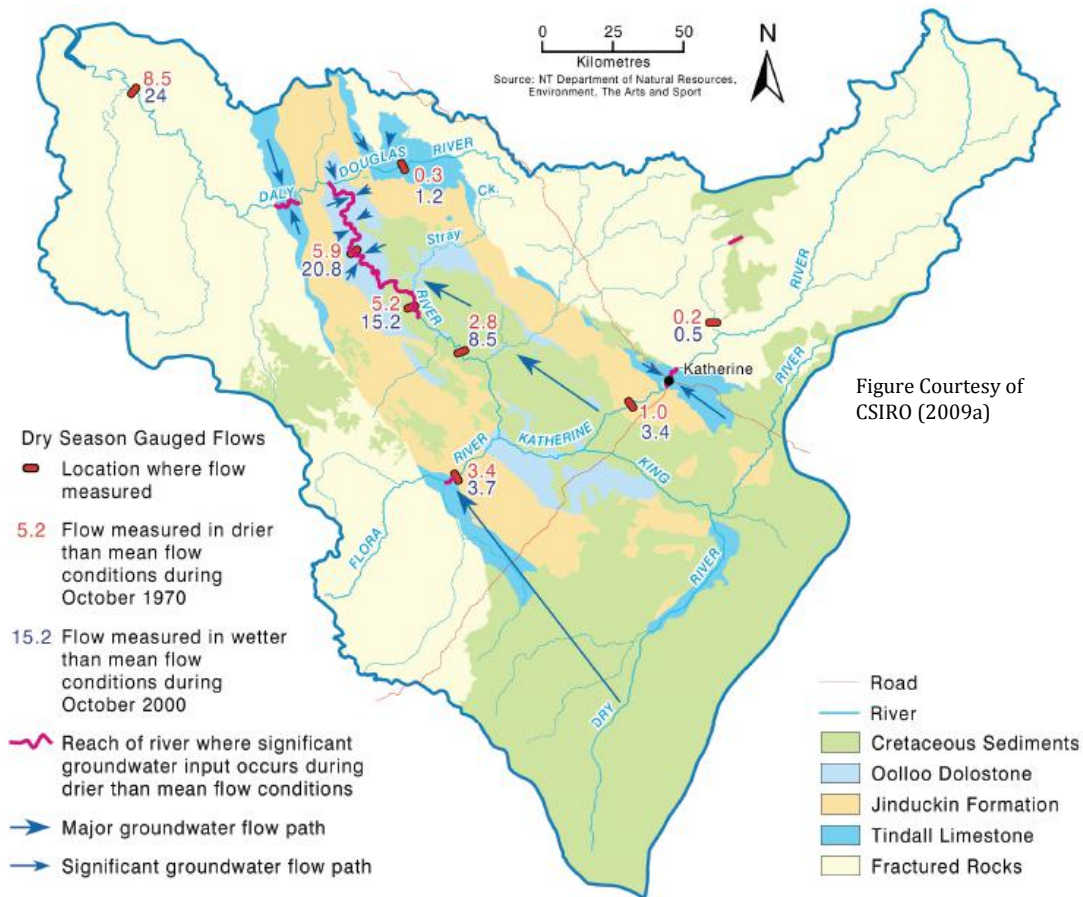 0 25 50
Kilometres
Source: NT Department of Natural Resources,
Environment, The Arts and Sport
N
8.5
24
DOUGLAS RIVER
0.3
1.2
DALY
Ck.
Stray
5.9
20.8
5.2
15.2
RIVER
2.8
8.5
0.2
0.5
RIVER
RIVER
Katherine
1.0
3.4
KATHERINE
RIVER
KING
3.4
3.7
FLORA
RIVER
DRY
Figure Courtesy of
CSIRO (2009a)
Dry Season Gauged Flows
Location where flow
measured
5.2 Flow measured in drier
than mean flow
conditions during
October 1970
15.2 Flow measured in wetter
than mean flow
conditions during
October 2000
Reach of river where significant
groundwater input occurs during
drier than mean flow conditions
Major groundwater flow path
Significant groundwater flow path
Road
River
Cretaceous Sediments
Oolloo Dolostone
Jinduckin Formation
Tindall Limestone
Fractured Rocks